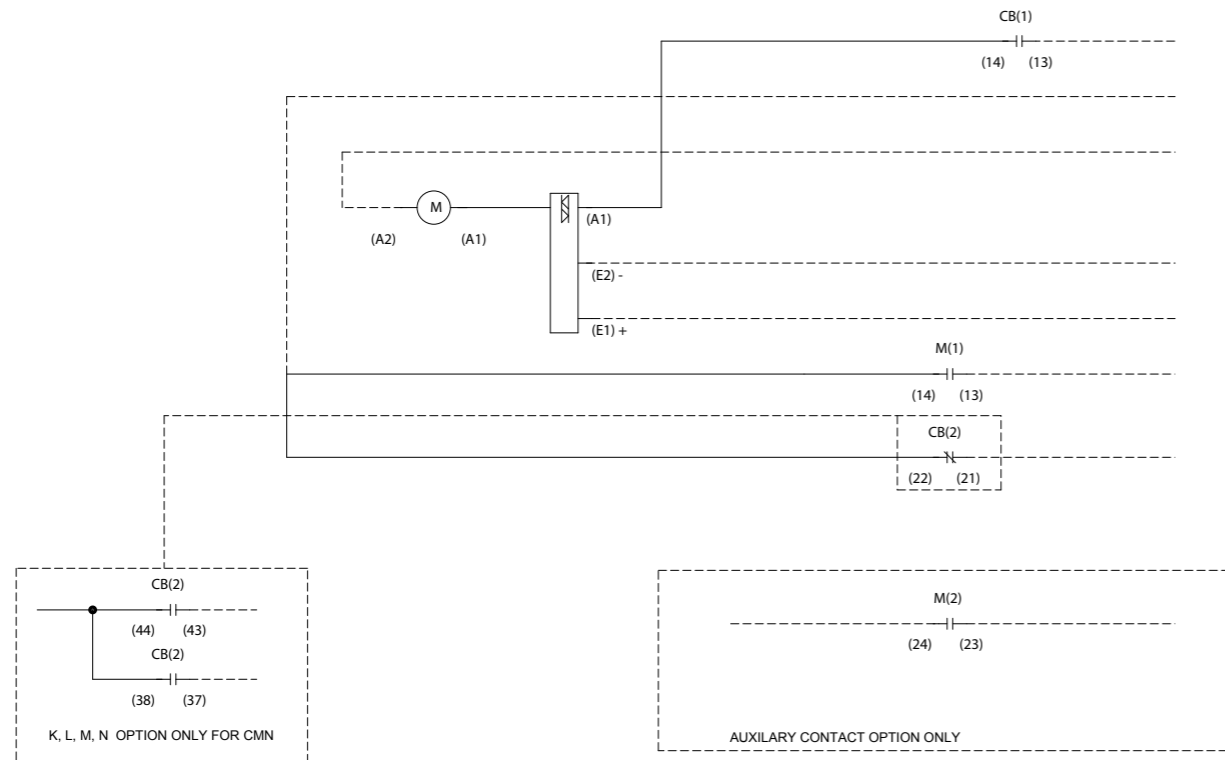 CB(1)
(14) (13)
M
(A2) (A1)
(A1)
(E2) -
(E1) +
M(1)
(14) (13)
CB(2)
(22) (21)
CB(2)
(44) (43)
CB(2)
(38) (37)
K, L, M, N OPTION ONLY FOR CMN
M(2)
(24) (23)
AUXILARY CONTACT OPTION ONLY